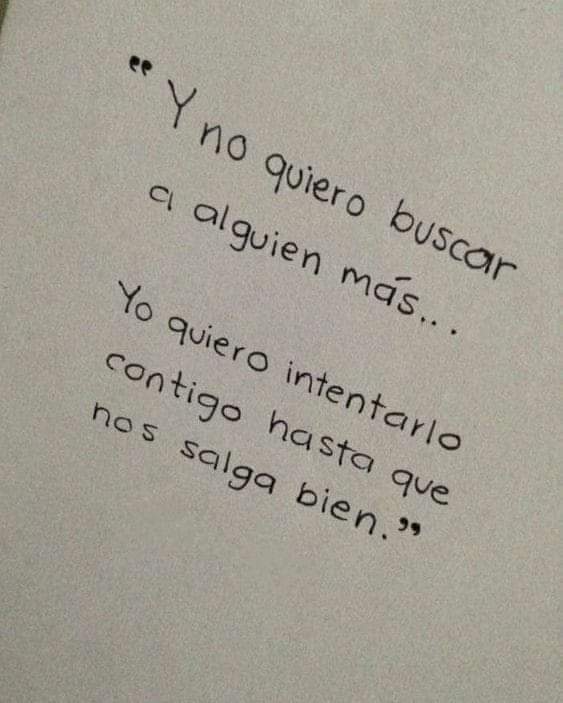 “Y no quiero buscar
a alguien más...
Yo quiero intentarlo
contigo hasta que
nos salga bien.”